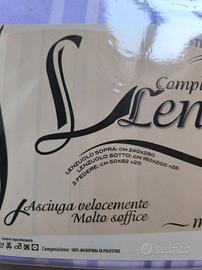 Compl
Len
LENZUOLO SOPRA: CM 240x280
LENZUOLO SOTTO: CM 180x200 +25
2 FEDERE: CM 50x82 +20
Asciuga velocemente
Molto soffice
Composizione: 100% MICROFIBRA DI POLIESTERE
subito